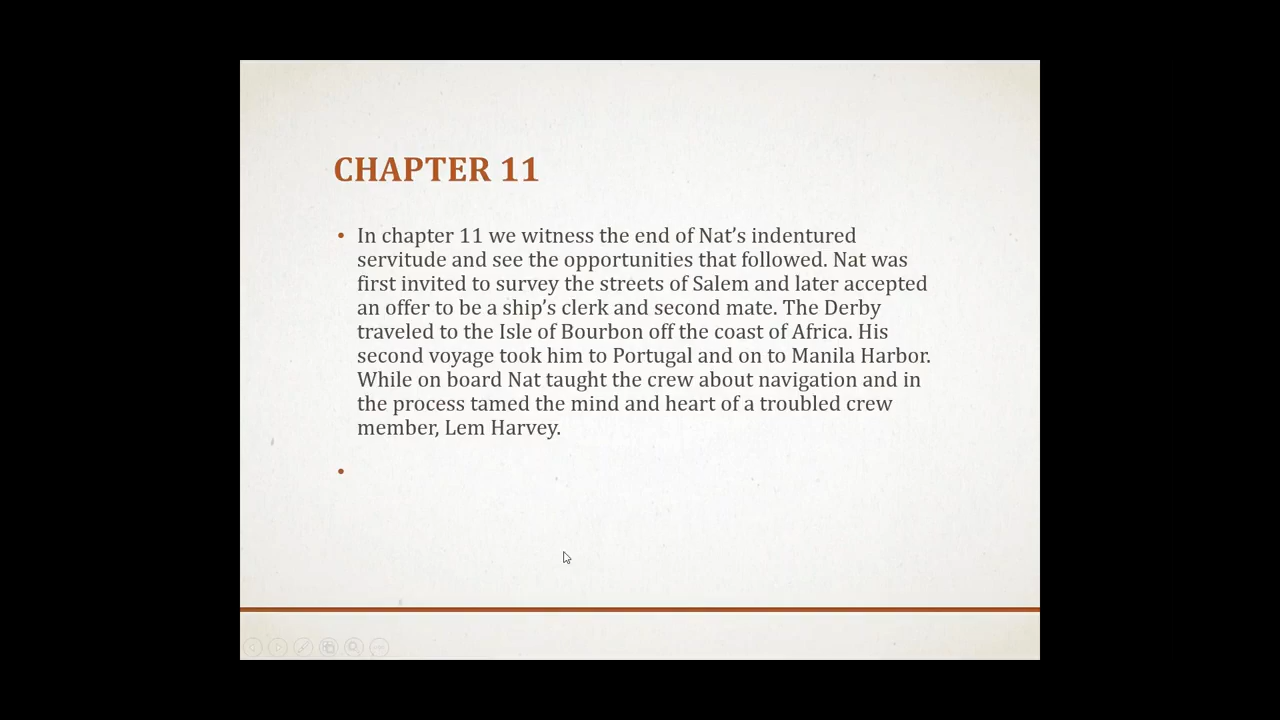 CHAPTER 11
• In chapter 11 we witness the end of Nat’s indentured
servitude and see the opportunities that followed. Nat was
first invited to survey the streets of Salem and later accepted
an offer to be a ship’s clerk and second mate. The Derby
traveled to the Isle of Bourbon off the coast of Africa. His
second voyage took him to Portugal and on to Manila Harbor.
While on board Nat taught the crew about navigation and in
the process tamed the mind and heart of a troubled crew
member, Lem Harvey.
•